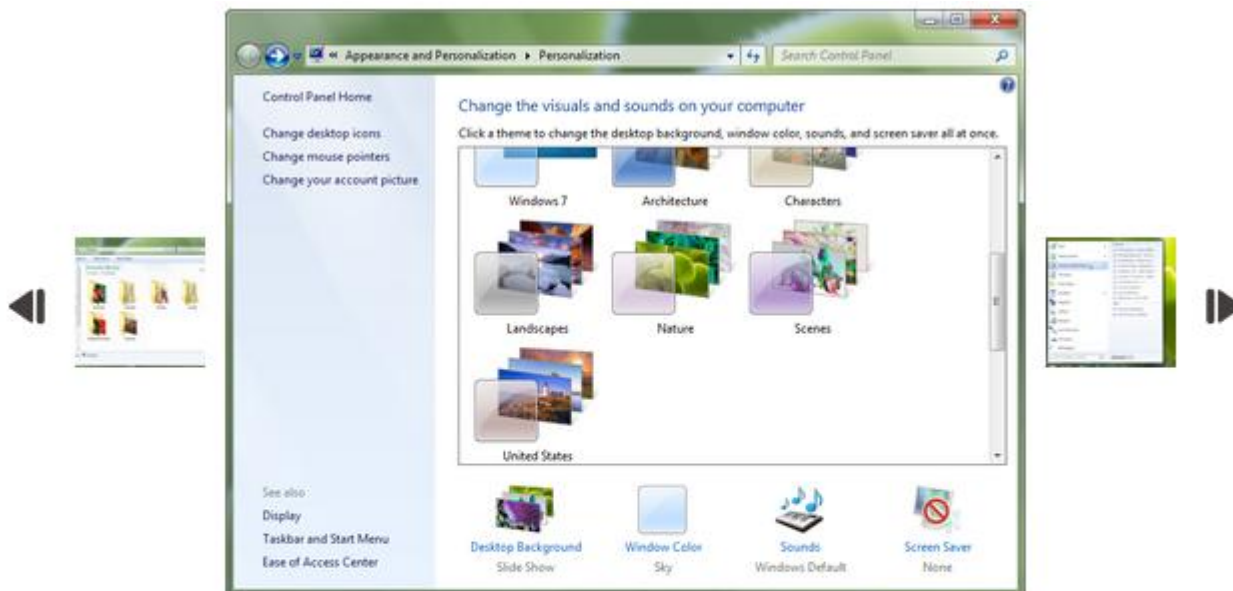 « Appearance and Personalization ▸ Personalization
Search Control Panel
Control Panel Home
Change desktop icons
Change mouse pointers
Change your account picture
See also
Display
Taskbar and Start Menu
Ease of Access Center
Change the visuals and sounds on your computer
Click a theme to change the desktop background, window color, sounds, and screen saver all at once.
Windows 7 Architecture Characters
Landscapes Nature Scenes
United States
Desktop Background Window Color Sounds Screen Saver
Slide Show Sky Windows Default None